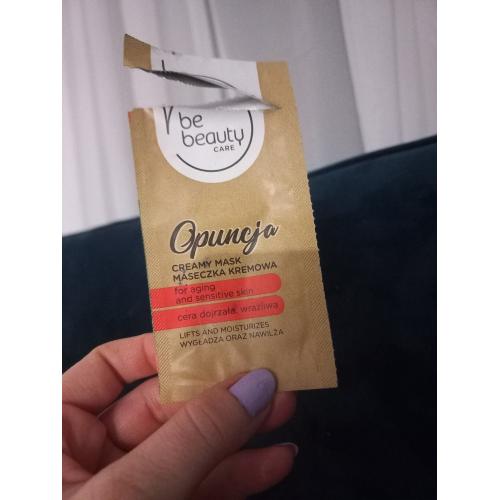 be
beauty
CARE
Opuncja
CREAMY MASK
MASECZKA KREMOWA
for aging
and sensitive skin
cera dojrzała, wrażliwa
LIFTS AND MOISTURIZES
WYGŁADZA ORAZ NAWILŻA